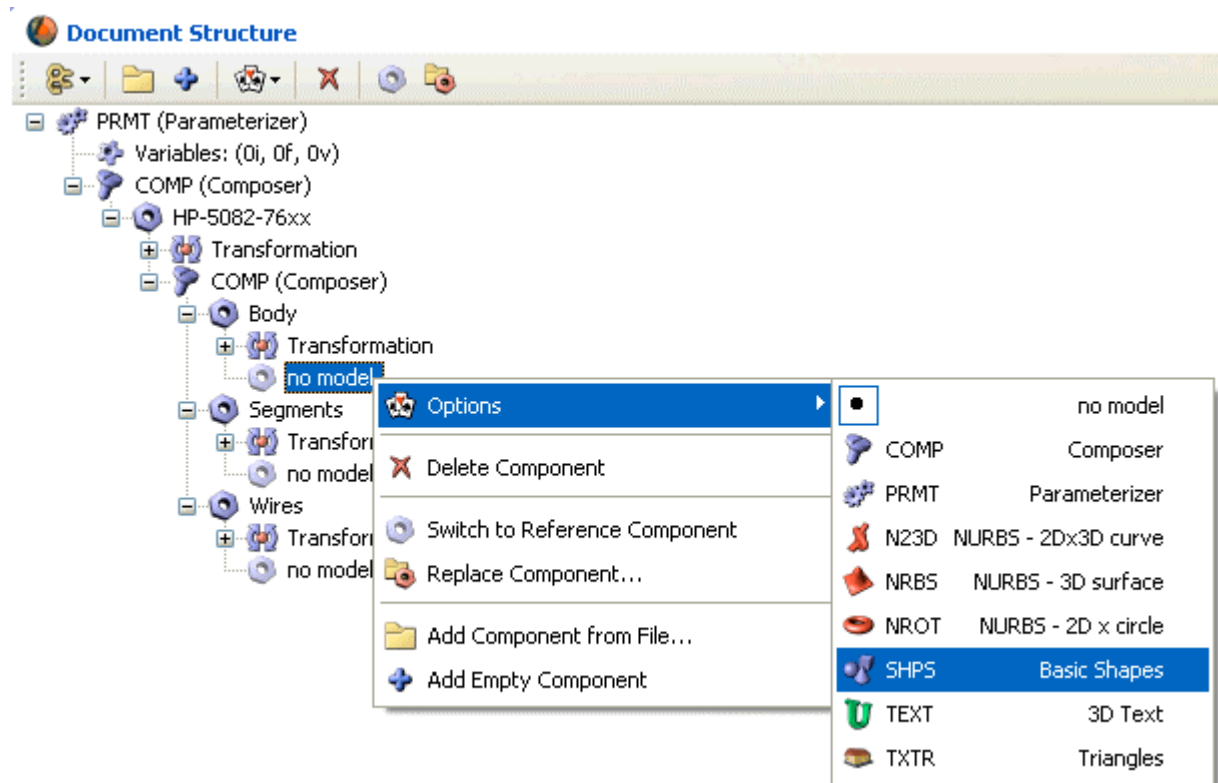 Document Structure
PRMT (Parameterizer)
Variables: (0i, 0f, 0v)
COMP (Composer)
HP-5082-76xx
Transformation
COMP (Composer)
Body
Transformation
no model
Segments
Transfor
no model
Wires
Transfor
no model
Options
Delete Component
Switch to Reference Component
Replace Component...
Add Component from File...
Add Empty Component
no model
COMP Composer
PRMT Parameterizer
N23D NURBS - 2Dx3D curve
NRBS NURBS - 3D surface
NROT NURBS - 2D x circle
SHPS Basic Shapes
TEXT 3D Text
TXTR Triangles